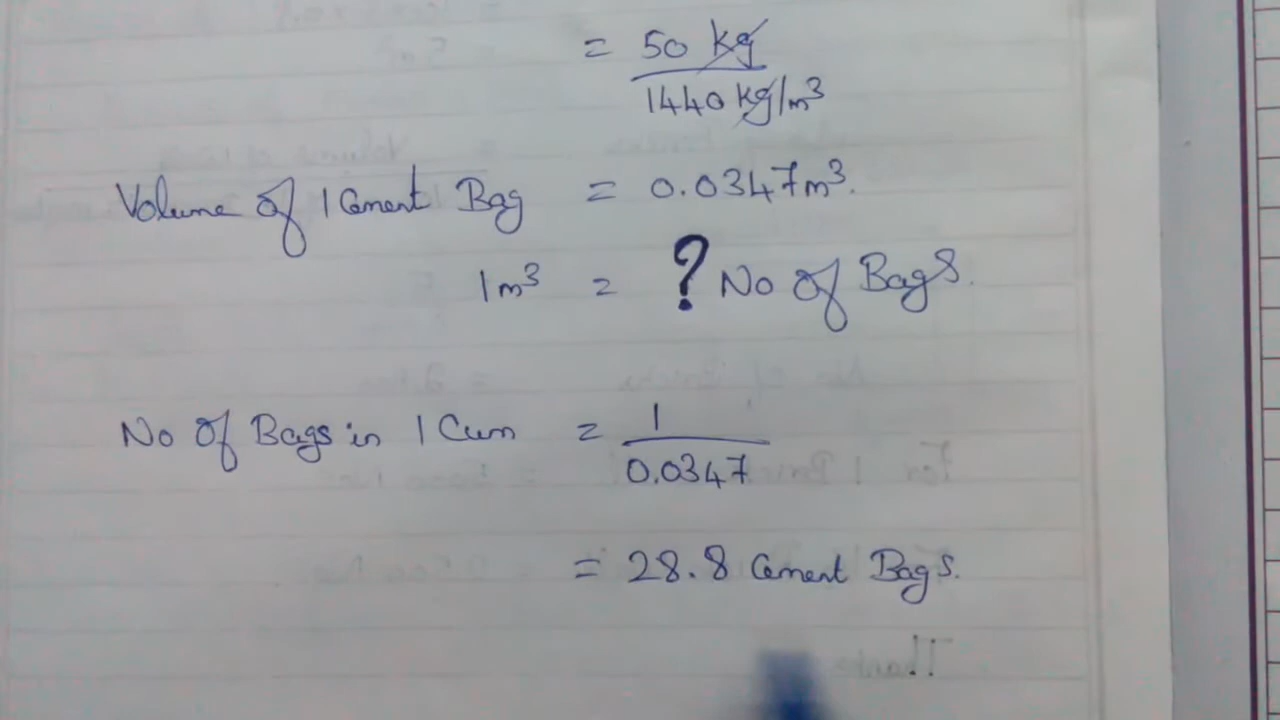 = 50 kg
1440 kg/m³
Volume of 1 Cement Bag = 0.0347m³.
1m³ = ? No of Bags.
No of Bags in 1 Cum = 1
0.0347
= 28.8 Cement Bags.